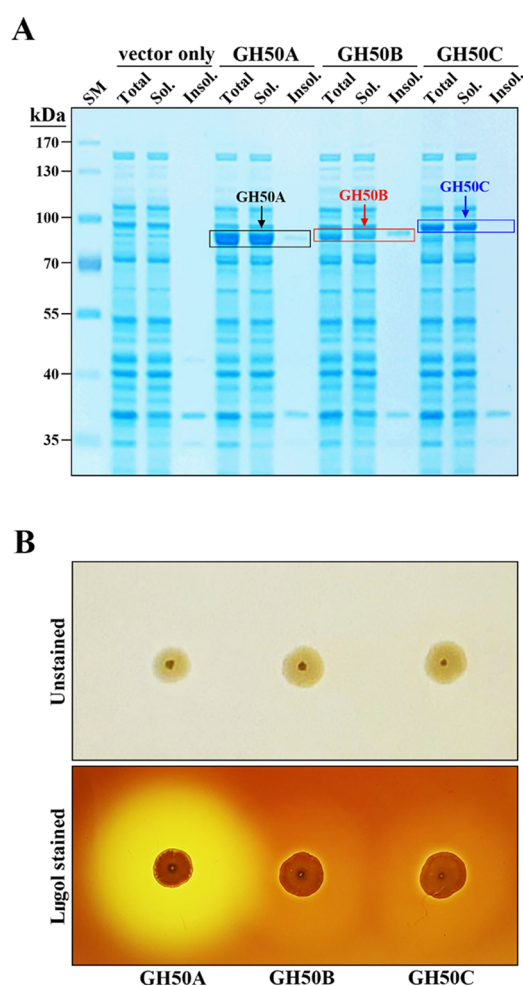 A
vector only GH50A GH50B GH50C
SM Total Sol. Insol. Total Sol. Insol. Total Sol. Insol. Total Sol. Insol.
kDa
170
130
100
70
55
40
35
GH50A
GH50B
GH50C
B
Unstained
Lugol stained
GH50A GH50B GH50C